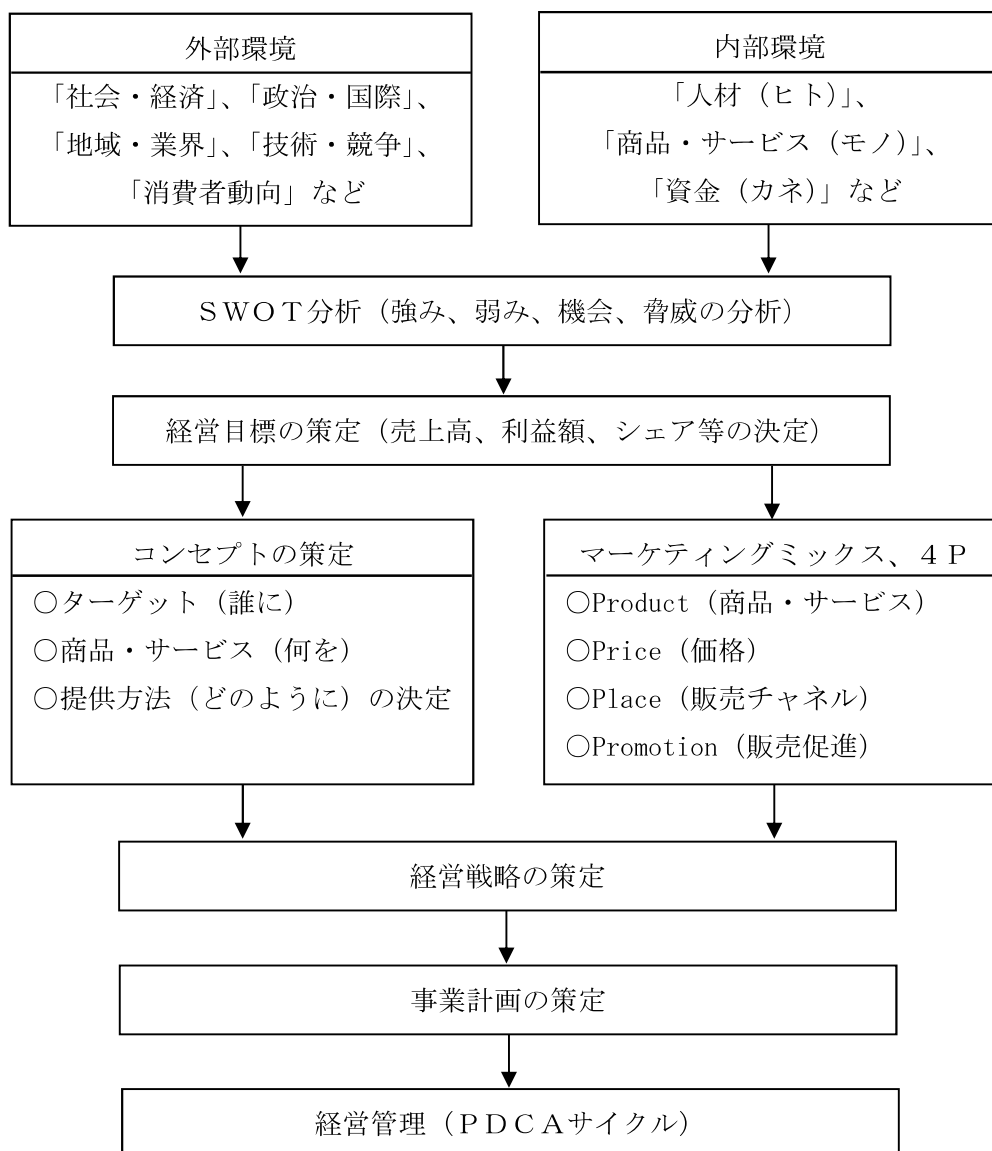 外部環境
「社会・経済」、「政治・国際」、
「地域・業界」、「技術・競争」、
「消費者動向」など
内部環境
「人材（ヒト）」、
「商品・サービス（モノ）」、
「資金（カネ）」など
ＳＷＯＴ分析（強み、弱み、機会、脅威の分析）
経営目標の策定（売上高、利益額、シェア等の決定）
コンセプトの策定
○ターゲット（誰に）
○商品・サービス（何を）
○提供方法（どのように）の決定
マーケティングミックス、４Ｐ
○Product（商品・サービス）
○Price（価格）
○Place（販売チャネル）
○Promotion（販売促進）
経営戦略の策定
事業計画の策定
経営管理（ＰＤＣＡサイクル）